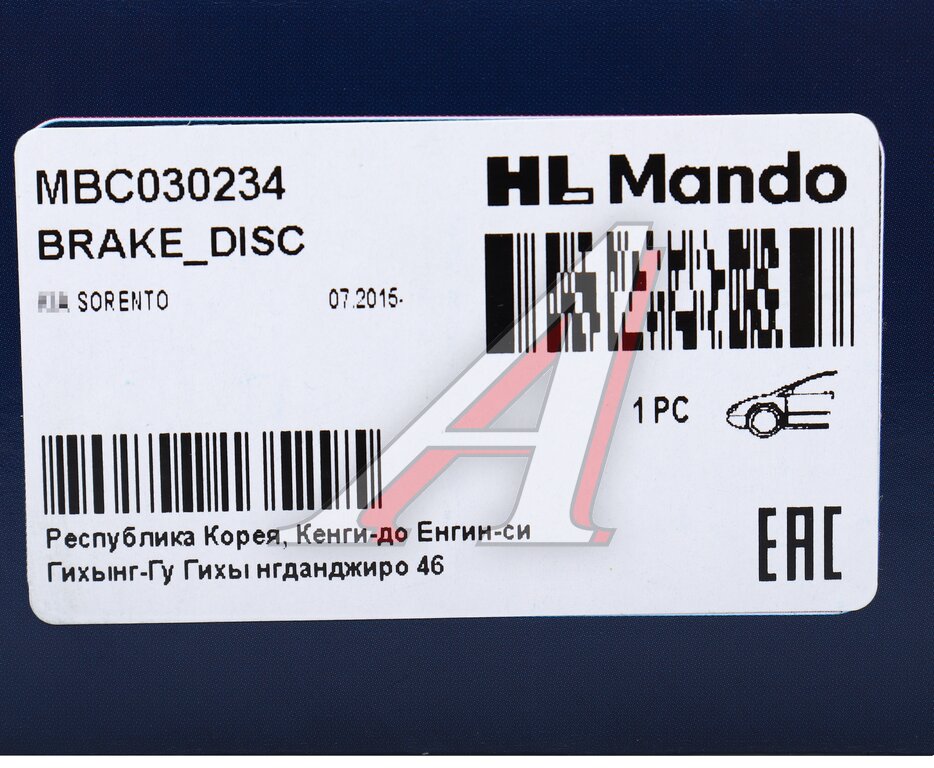 MBC030234
HL Mando
BRAKE_DISC
SORENTO 07.2015-
1 PC
Республика Корея, Кенги-до Енгин-си
Гихынг-Гу Гихы нгданджиро 46
EAC